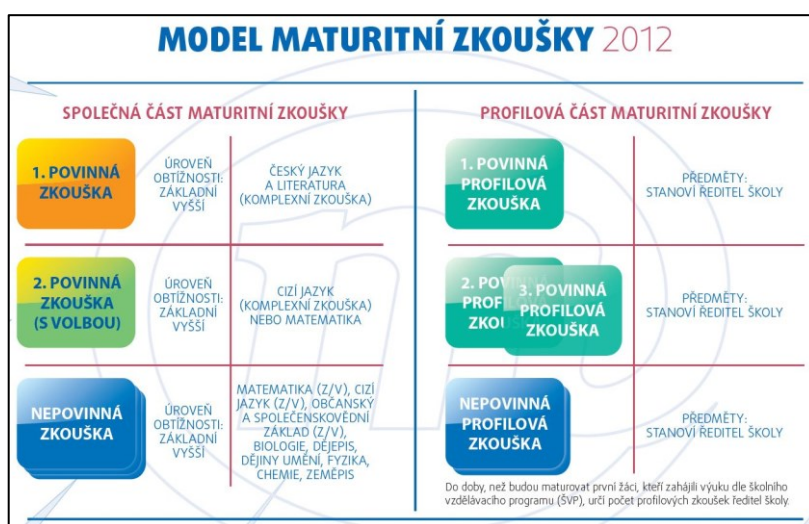 MODEL MATURITNÍ ZKOUŠKY 2012
SPOLEČNÁ ČÁST MATURITNÍ ZKOUŠKY
1. POVINNÁ
ZKOUŠKA
ÚROVEŇ
OBTÍŽNOSTI:
ZÁKLADNÍ
VYŠŠÍ
ČESKÝ JAZYK
A LITERATURA
(KOMPLEXNÍ ZKOUŠKA)
2. POVINNÁ
ZKOUŠKA
(S VOLBOU)
ÚROVEŇ
OBTÍŽNOSTI:
ZÁKLADNÍ
VYŠŠÍ
CIZÍ JAZYK
(KOMPLEXNÍ ZKOUŠKA)
NEBO MATEMATIKA
NEPOVINNÁ
ZKOUŠKA
ÚROVEŇ
OBTÍŽNOSTI:
ZÁKLADNÍ
VYŠŠÍ
MATEMATIKA (Z/V), CIZÍ
JAZYK (Z/V), OBČANSKÝ
A SPOLEČENSKOVĚDNÍ
ZÁKLAD (Z/V),
BIOLOGIE, DĚJEPIS,
DĚJINY UMĚNÍ, FYZIKA,
CHEMIE, ZEMĚPIS
PROFILOVÁ ČÁST MATURITNÍ ZKOUŠKY
1. POVINNÁ
PROFILOVÁ
ZKOUŠKA
PŘEDMĚTY:
STANOVÍ ŘEDITEL ŠKOLY
2. POVINNÁ
3. POVINNÁ
PROFILOVÁ
ZKOUŠKA
PŘEDMĚTY:
STANOVÍ ŘEDITEL ŠKOLY
NEPOVINNÁ
PROFILOVÁ
ZKOUŠKA
PŘEDMĚTY:
STANOVÍ ŘEDITEL ŠKOLY
Do doby, než budou maturovat první žáci, kteří zahájili výuku dle školního
vzdělávacího programu (ŠVP), určí počet profilových zkoušek ředitel školy.